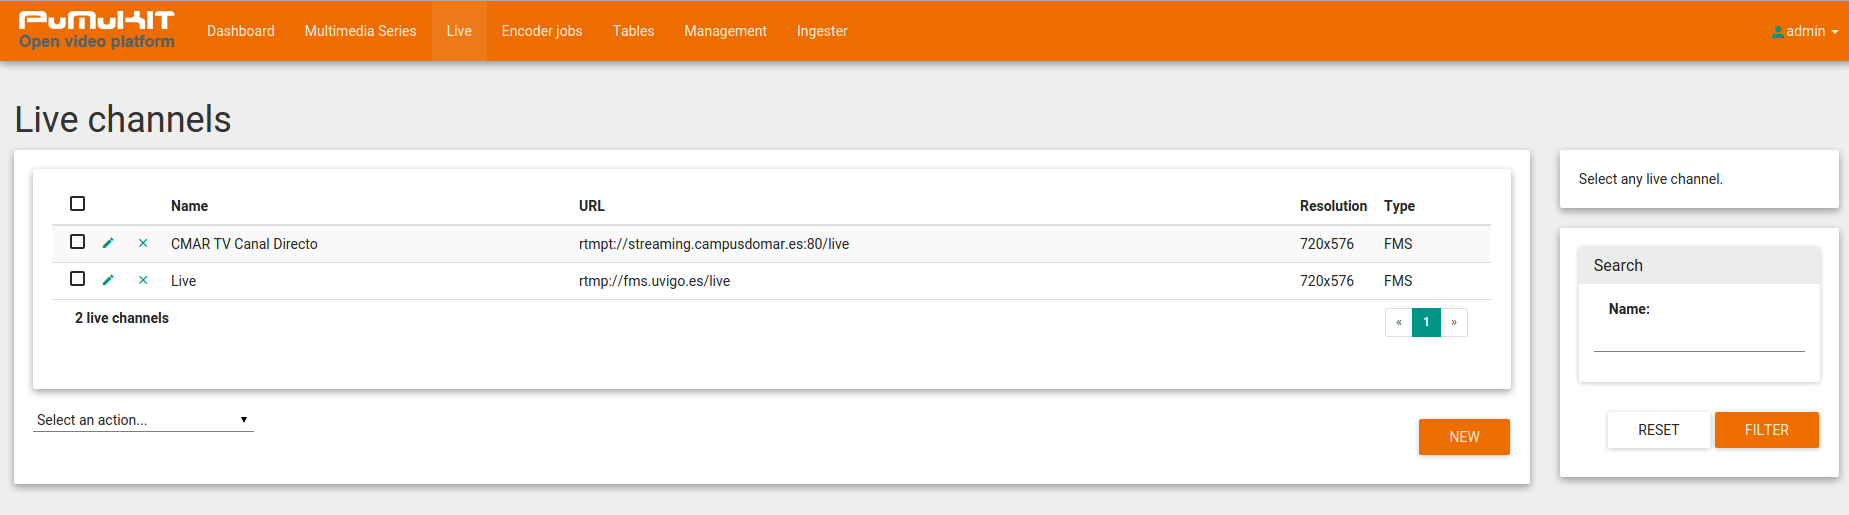 PuMuKIT
Open video platform
Dashboard Multimedia Series Live Encoder jobs Tables Management Ingester admin
Live channels
Name URL Resolution Type
CMAR TV Canal Directo rtmpt://streaming.campusdomar.es:80/live 720x576 FMS
Live rtmp://fms.uvigo.es/live 720x576 FMS
2 live channels « 1 »
Select an action...
NEW
Select any live channel.
Search
Name:
RESET FILTER